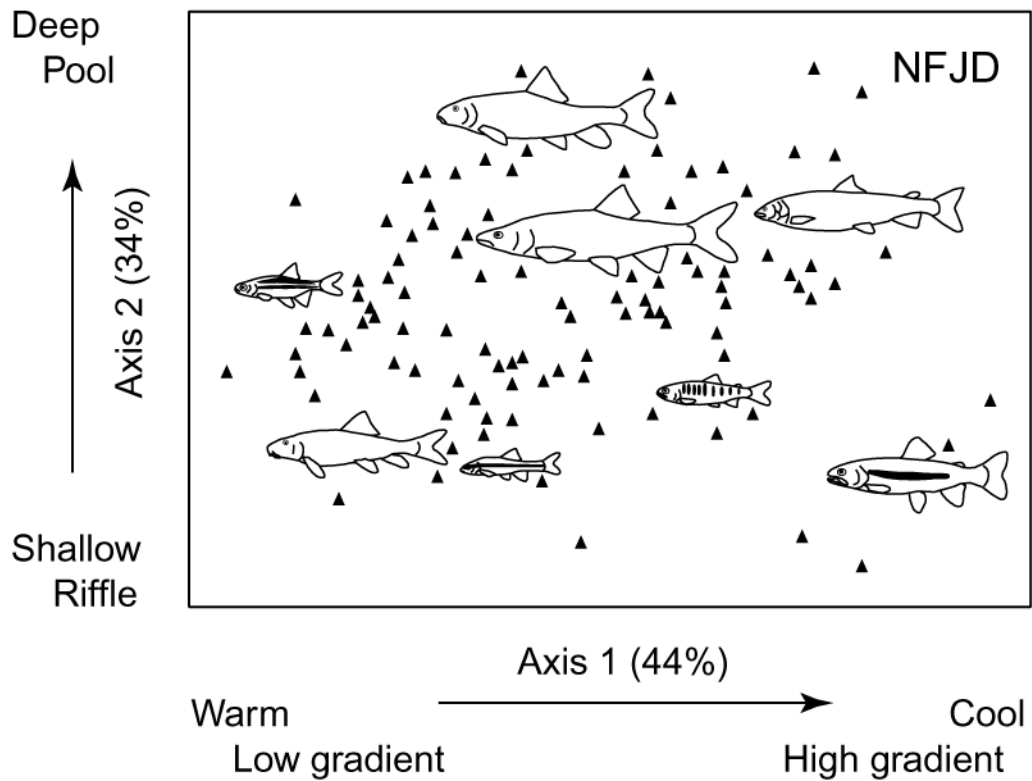 Deep
Pool
NFJD
Axis 2 (34%)
Shallow
Riffle
Axis 1 (44%)
Warm
Cool
Low gradient
High gradient